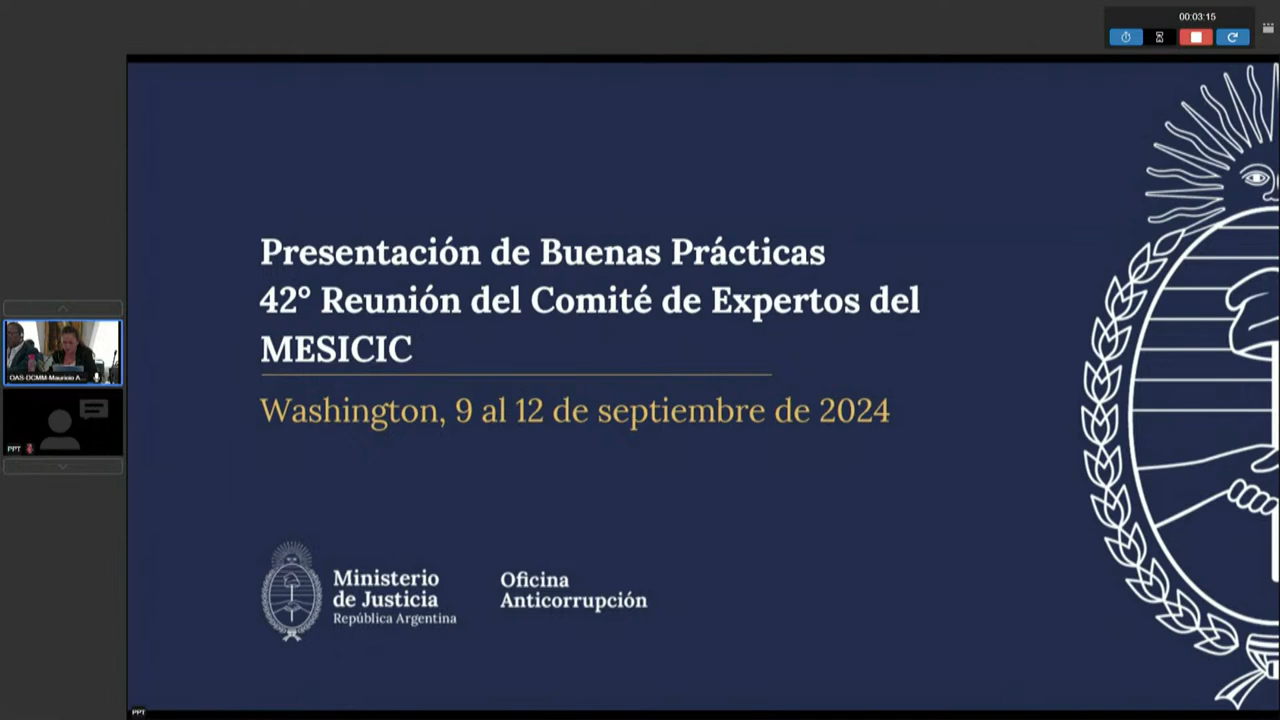 00:03:15
Presentación de Buenas Prácticas
42° Reunión del Comité de Expertos del
MESICIC
Washington, 9 al 12 de septiembre de 2024
OAS-DCMM-Mauricio A...
PPT
Ministerio
de Justicia
República Argentina
Oficina
Anticorrupción
PPT